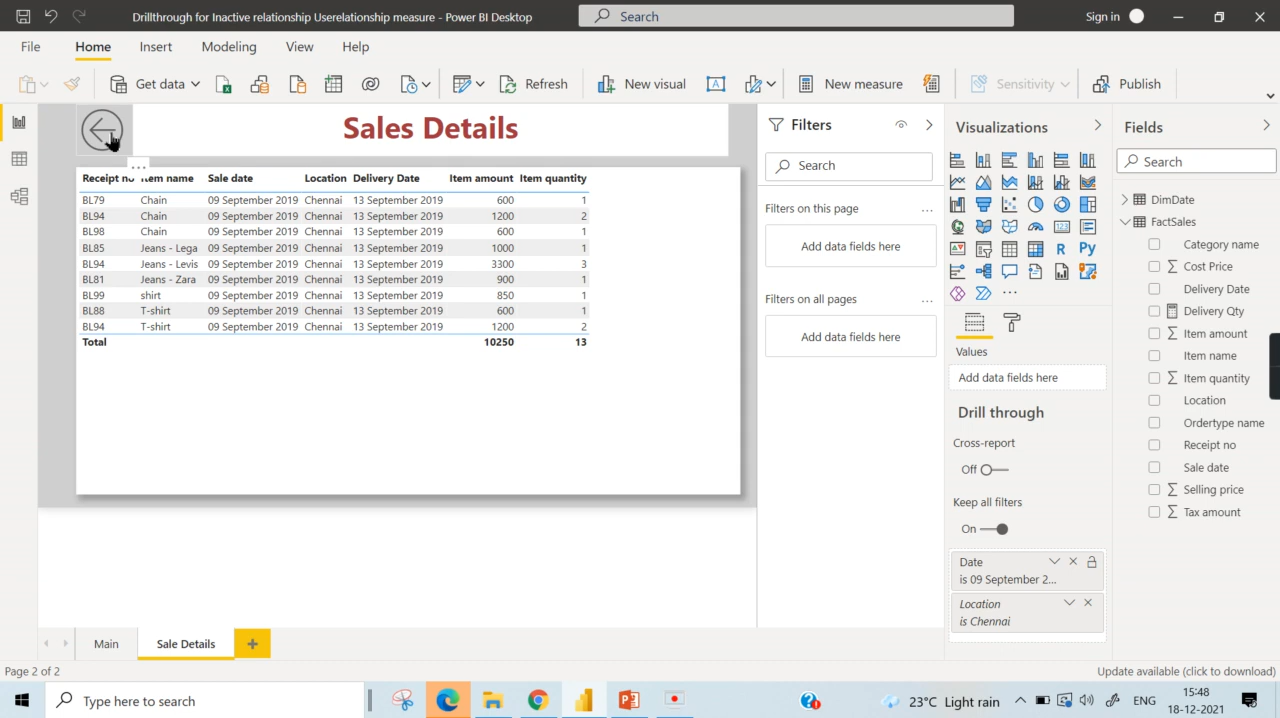 Drillthrough for Inactive relationship Userelationship measure - Power BI Desktop
Search
Sign in
File
Home
Insert
Modeling
View
Help
Get data
Refresh
New visual
New measure
Sensitivity
Publish
Sales Details
Receipt no Item name Sale date Location Delivery Date Item amount Item quantity
BL79 Chain 09 September 2019 Chennai 13 September 2019 600 1
BL94 Chain 09 September 2019 Chennai 13 September 2019 1200 2
BL98 Chain 09 September 2019 Chennai 13 September 2019 600 1
BL85 Jeans - Lega 09 September 2019 Chennai 13 September 2019 1000 1
BL94 Jeans - Levis 09 September 2019 Chennai 13 September 2019 3300 3
BL81 Jeans - Zara 09 September 2019 Chennai 13 September 2019 900 1
BL99 shirt 09 September 2019 Chennai 13 September 2019 850 1
BL88 T-shirt 09 September 2019 Chennai 13 September 2019 600 1
BL94 T-shirt 09 September 2019 Chennai 13 September 2019 1200 2
Total 10250 13
Filters
Search
Filters on this page ...
Add data fields here
Filters on all pages ...
Add data fields here
Visualizations
R
Py
Values
Add data fields here
Drill through
Cross-report
Off
Keep all filters
On
Date
is 09 September 2...
Location
is Chennai
Fields
Search
DimDate
FactSales
Category name
Cost Price
Delivery Date
Delivery Qty
Item amount
Item name
Item quantity
Location
Ordertype name
Receipt no
Sale date
Selling price
Tax amount
Main
Sale Details
Page 2 of 2
Update available (click to download)
Type here to search
23°C Light rain
ENG
15:48
18-12-2021